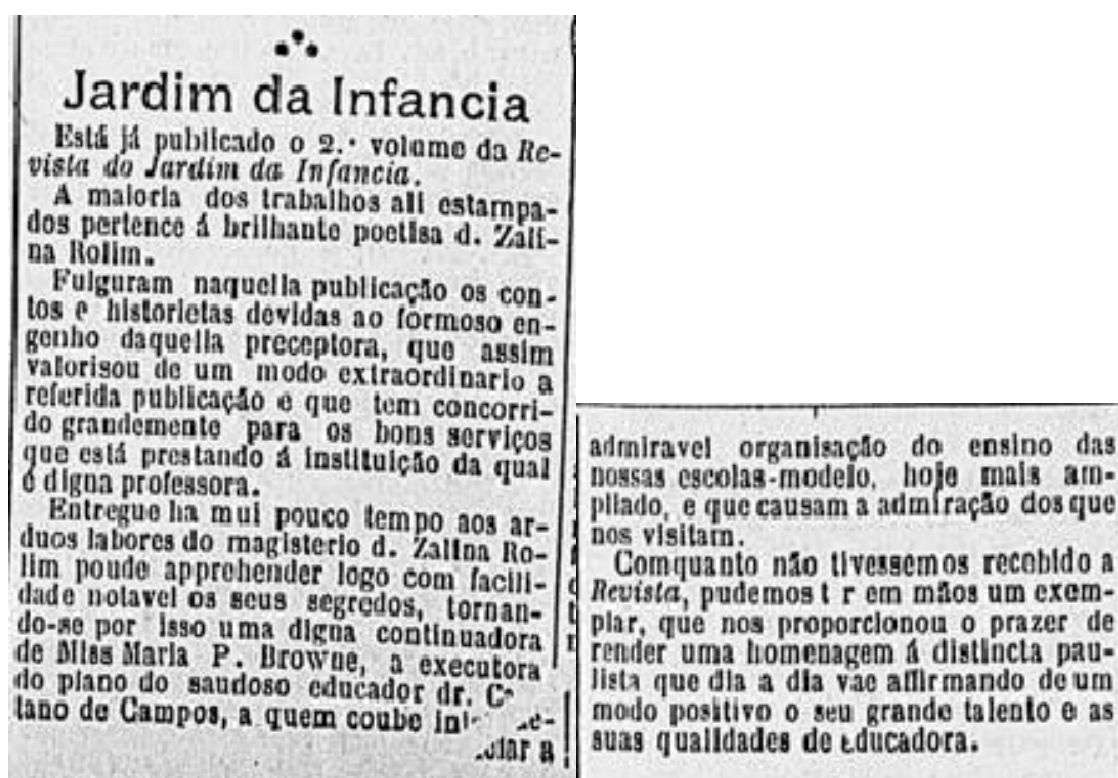 Jardim da Infancia
Está já publicado o 2.º volume da Re-
vista do Jardim da Infancia.
A maioria dos trabalhos ali estampa-
dos pertence á brilhante poetisa d. Zali-
na Rolim.
Fulguram naquella publicação os con-
tos e historietas devidas ao formoso en-
genho daquella preceptora, que assim
valorisou de um modo extraordinario a
referida publicação e que tem concorri-
do grandemente para os bons serviços
que está prestando á instituição da qual
é digna professora.
Entregue ha mui pouco tempo aos ar-
duos labores do magisterio d. Zalina Ro-
lim poude apprehender logo com facili-
dade notavel os seus segredos, tornan-
do-se por isso uma digna continuadora
de Miss Maria P. Browne, a executora
do plano do saudoso educador dr.
tano de Campos, a quem coube
a
admiravel organisação do ensino das
nossas escolas-modelo, hoje mais am-
pliado, e que causam a admiração dos que
nos visitam.
Comquanto não tivessemos recebido a
Revista, pudemos t r em mãos um exem-
plar, que nos proporcionou o prazer de
render uma homenagem á distincta pau-
lista que dia a dia vae affirmando de um
modo positivo o seu grande talento e as
suas qualidades de educadora.